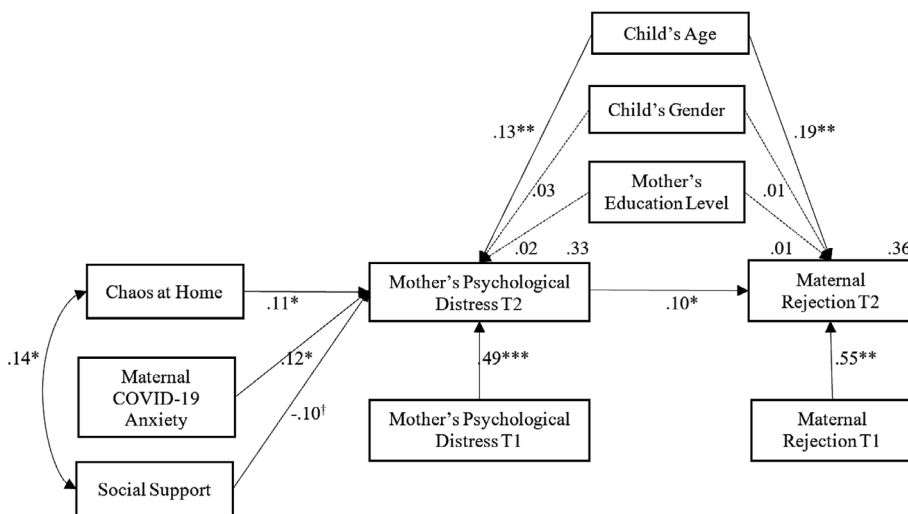 Child's Age
Child's Gender
.13**
.19**
Mother's
Education Level
.03
.01
.02
.33
.01
.36
Chaos at Home
.11*
Mother's Psychological
Distress T2
.10*
Maternal
Rejection T2
.14*
Maternal
COVID-19
Anxiety
.12*
-.10†
.49***
.55**
Mother's Psychological
Distress T1
Maternal
Rejection T1
Social Support